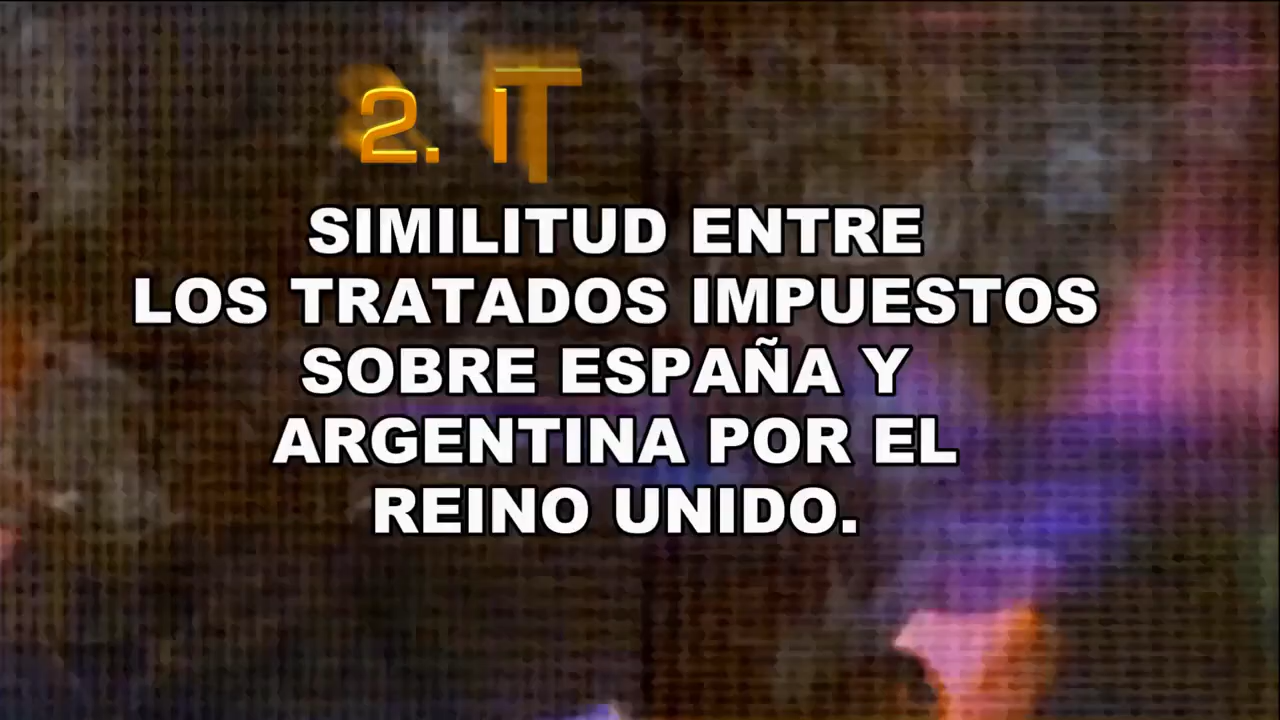 2. IT
SIMILITUD ENTRE
LOS TRATADOS IMPUESTOS
SOBRE ESPAÑA Y
ARGENTINA POR EL
REINO UNIDO.